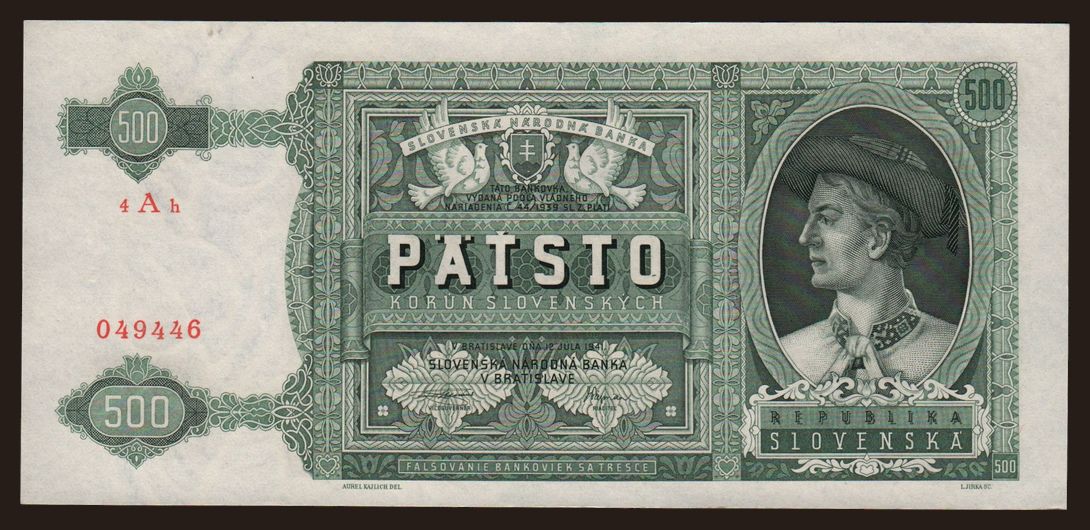 500
4 A h
049446
500
SLOVENSKÁ NÁRODNÁ BANKA
TÁTO BANKOVKA,
VYDANÁ PODĽA VLÁDNEHO
NARIADENIA Č. 44/1939 SL. Z. PLATÍ
PÄŤSTO
KORÚN SLOVENSKÝCH
V BRATISLAVE DŇA 12. JÚLA 1941
SLOVENSKÁ NÁRODNÁ BANKA
V BRATISLAVE
FALŠOVANIE BANKOVIEK SA TRESCE
500
REPUBLIKA
SLOVENSKÁ
500
AUREL KAJLICH DEL.
L. JIRKA SC.